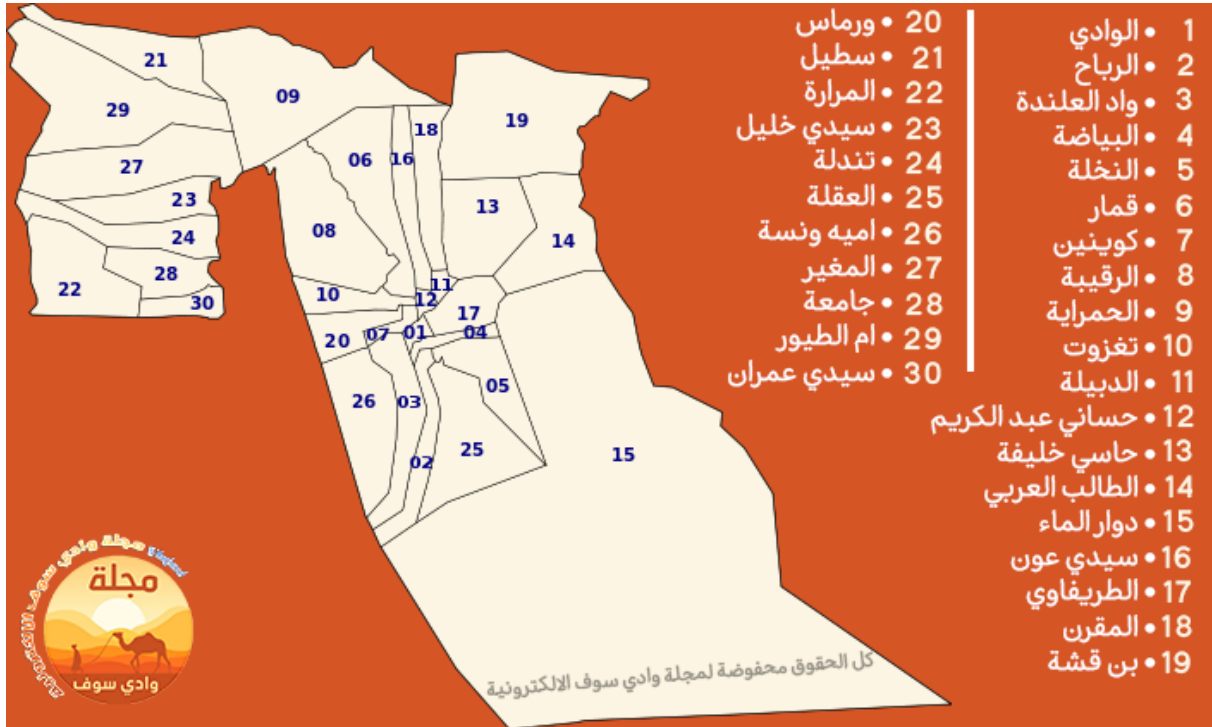 1 • الوادي
2 • الرباح
3 • واد العلندة
4 • البياضة
5 • النخلة
6 • قمار
7 • كوينين
8 • الرقيبة
9 • الحمراية
10 • تغزوت
11 • الدبيلة
12 • حساني عبد الكريم
13 • حاسي خليفة
14 • الطالب العربي
15 • دوار الماء
16 • سيدي عون
17 • الطريفاوي
18 • المقرن
19 • بن قشة
20 • ورماس
21 • سطيل
22 • المرارة
23 • سيدي خليل
24 • تندلة
25 • العقلة
26 • اميه ونسة
27 • المغير
28 • جامعة
29 • ام الطيور
30 • سيدي عمران
21
09
29
18
19
06
16
27
23
13
08
24
14
28
11
22
10
12
30
17
20
07
01
04
05
26
03
25
02
15
كل الحقوق محفوضة لمجلة وادي سوف الالكترونية
مجلة وادي سوف الالكترونية
مجلة
وادي سوف